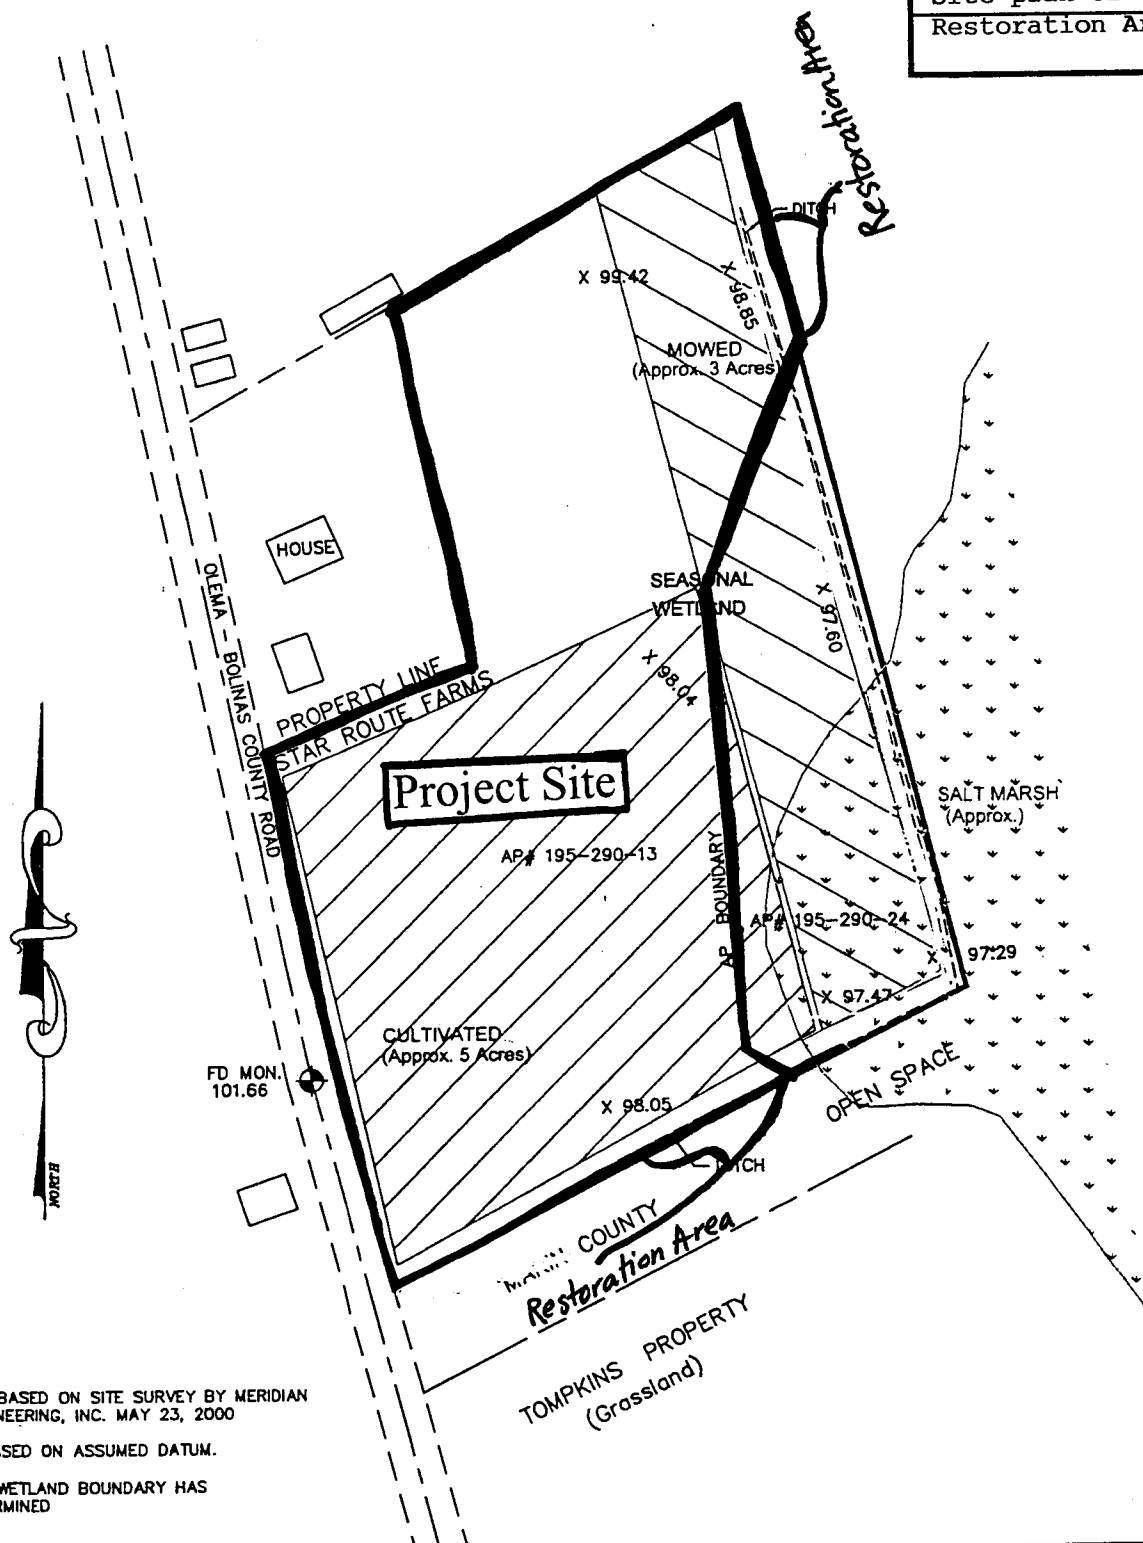 Restoration
Restoration Area
DITCH
X 99.42
X 98.85
MOWED
(Approx. 3 Acres)
HOUSE
OLEMA - BOLINAS COUNTY ROAD
SEASONAL
WETLAND
X 97.60
X 98.04
PROPERTY LINE
STAR ROUTE FARMS
Project Site
SALT MARSH
(Approx.)
AP# 195-290-13
AP BOUNDARY
AP# 195-290-24
X 97.29
X 97.47
CULTIVATED
(Approx. 5 Acres)
FD MON.
101.66
X 98.05
OPEN SPACE
DITCH
NORTH
MARIN COUNTY
Restoration Area
TOMPKINS PROPERTY
(Grassland)
BASED ON SITE SURVEY BY MERIDIAN
NEERING, INC. MAY 23, 2000
SED ON ASSUMED DATUM.
WETLAND BOUNDARY HAS
RMINED